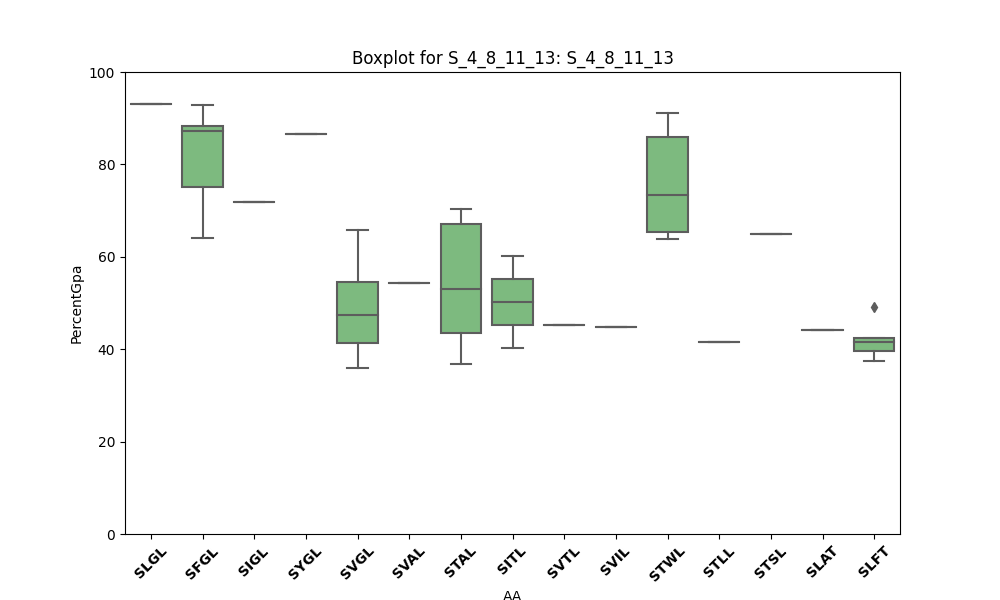 Boxplot for S_4_8_11_13: S_4_8_11_13
100
80
60
40
20
0
PercentGpa
SLGL SFGL SIGL SYGL SVGL SVAL STAL SITL SVTL SVIL STWL STLL STSL SLAT SLFT
AA